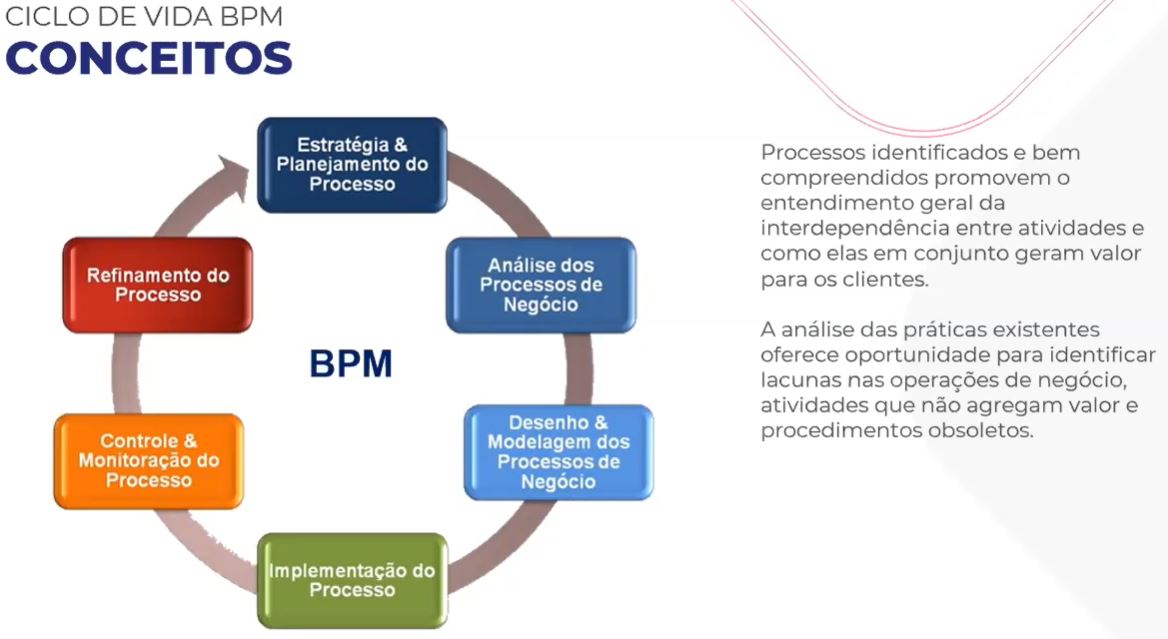 CICLO DE VIDA BPM
CONCEITOS
Estratégia &
Planejamento do
Processo
Análise dos
Processos de
Negócio
Desenho &
Modelagem dos
Processos de
Negócio
Implementação do
Processo
Controle &
Monitoração do
Processo
Refinamento do
Processo
BPM
Processos identificados e bem
compreendidos promovem o
entendimento geral da
interdependência entre atividades e
como elas em conjunto geram valor
para os clientes.
A análise das práticas existentes
oferece oportunidade para identificar
lacunas nas operações de negócio,
atividades que não agregam valor e
procedimentos obsoletos.